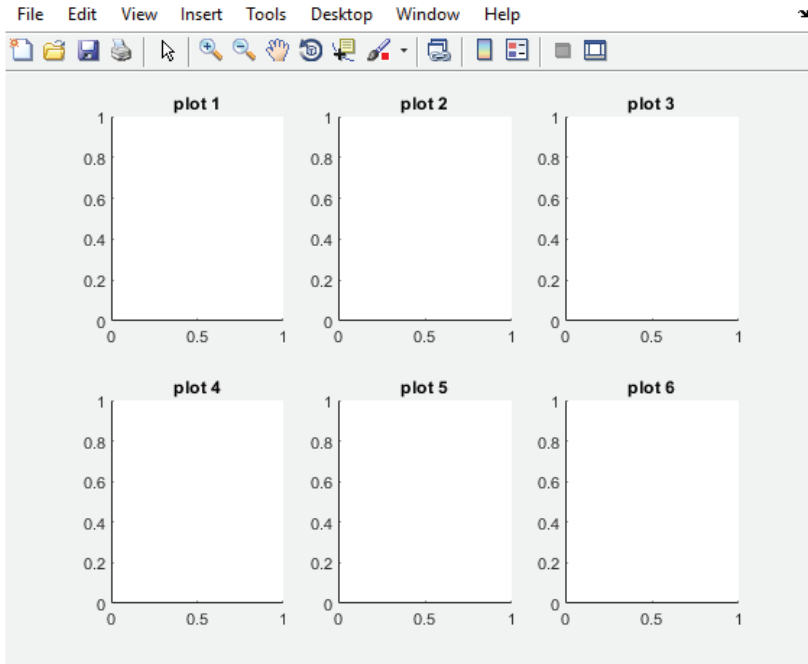 File Edit View Insert Tools Desktop Window Help
plot 1 plot 2 plot 3
1 1 1
0.8 0.8 0.8
0.6 0.6 0.6
0.4 0.4 0.4
0.2 0.2 0.2
0 0 0
0 0.5 1 0 0.5 1 0 0.5 1
plot 4 plot 5 plot 6
1 1 1
0.8 0.8 0.8
0.6 0.6 0.6
0.4 0.4 0.4
0.2 0.2 0.2
0 0 0
0 0.5 1 0 0.5 1 0 0.5 1